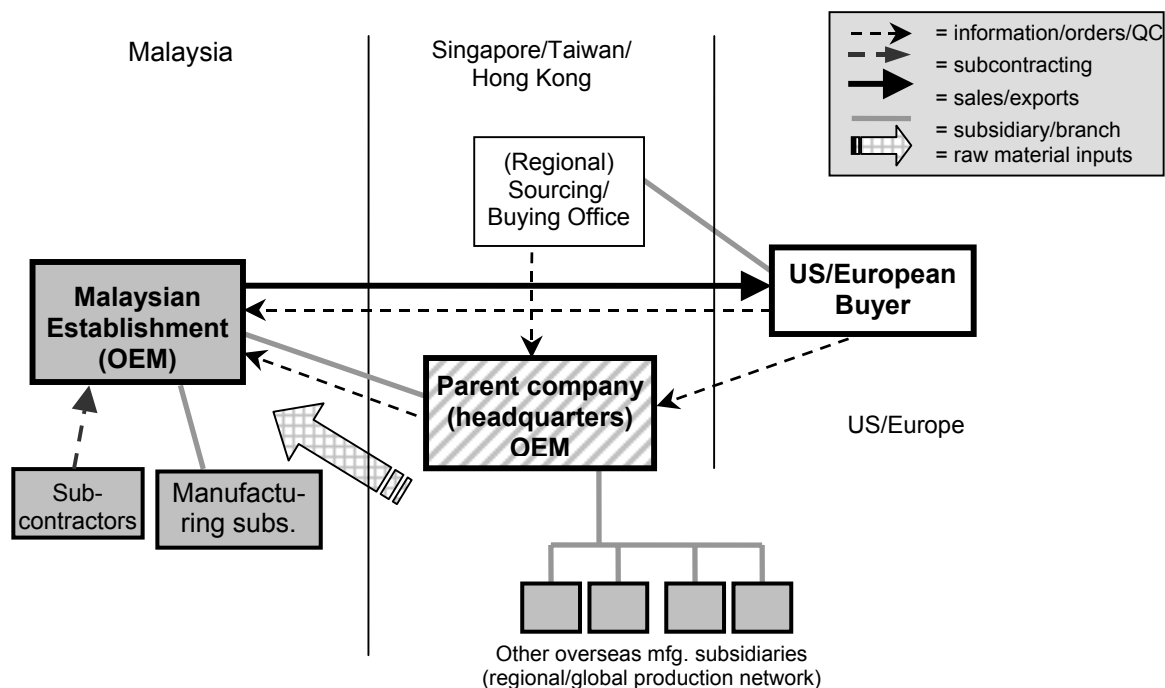 Malaysia
Singapore/Taiwan/
Hong Kong
= information/orders/QC
= subcontracting
= sales/exports
= subsidiary/branch
= raw material inputs
(Regional)
Sourcing/
Buying Office
US/European
Buyer
Malaysian
Establishment
(OEM)
Parent company
(headquarters)
OEM
US/Europe
Sub-
contractors
Manufactu-
ring subs.
Other overseas mfg. subsidiaries
(regional/global production network)